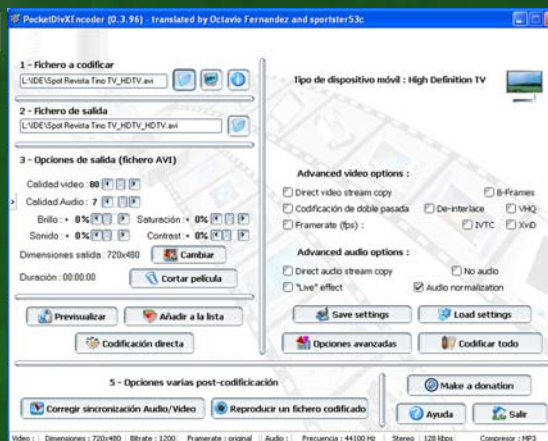 PocketDivXEncoder (0.3.96) - translated by Octavio Fernandez and sportster53c
1 - Fichero a codificar
L:\IDE\Spot Revista Tino TV_HDTV.avi
2 - Fichero de salida
L:\IDE\Spot Revista Tino TV_HDTV_HDTV.avi
3 - Opciones de salida (fichero AVI)
Calidad video : 80
Calidad Audio : 7
Brillo : + 0% Saturación : + 0%
Sonido : + 0% Contrast : + 0%
Dimensiones salida : 720x480 Cambiar
Duración : 00:00:00 Cortar película
Previsualizar Añadir a la lista
Codificación directa
Tipo de dispositivo móvil : High Definition TV
Advanced video options :
Direct video stream copy B-Frames
Codificación de doble pasada De-interlace VHQ
Framerate (fps) : IVTC XviD
Advanced audio options :
Direct audio stream copy No audio
"Live" effect Audio normalization
Save settings Load settings
Opciones avanzadas Codificar todo
5 - Opciones varias post-codificicación
Corregir sincronización Audio/Video Reproducir un fichero codificado
Make a donation
Ayuda Salir
Video : Dimensiones : 720x480 Bitrate : 1200 Framerate : original Audio : Frecuencia : 44100 Hz Stereo 128 kbps Compresor : MP3